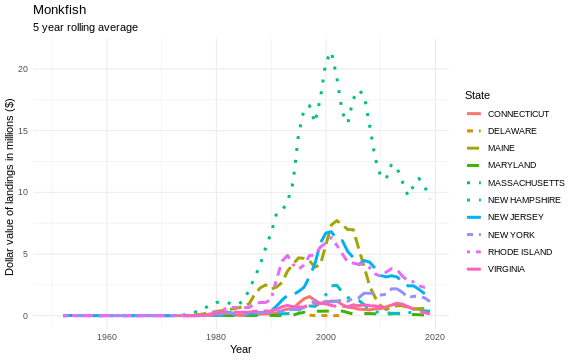 Monkfish
5 year rolling average
Dollar value of landings in millions ($)
20
15
10
5
0
1960
1980
2000
2020
Year
State
CONNECTICUT
DELAWARE
MAINE
MARYLAND
MASSACHUSETTS
NEW HAMPSHIRE
NEW JERSEY
NEW YORK
RHODE ISLAND
VIRGINIA